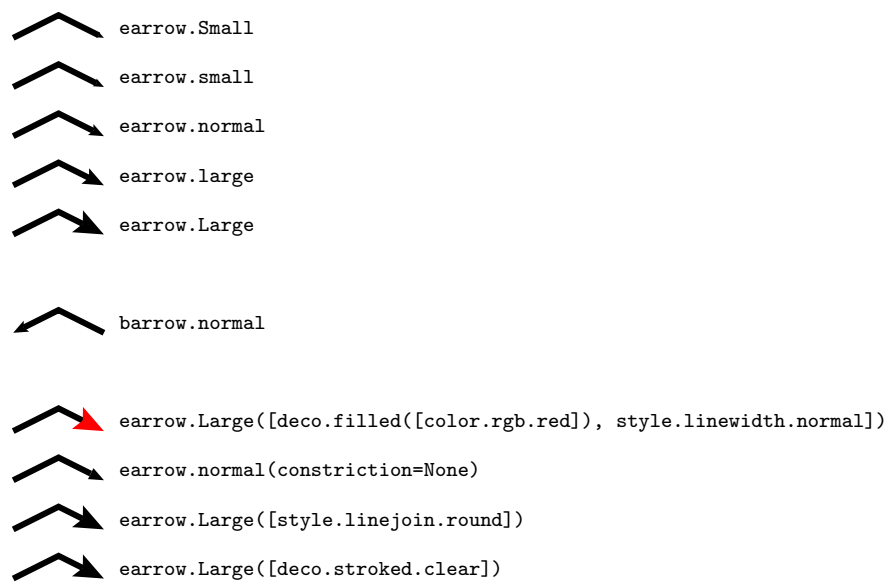 earrow.Small
earrow.small
earrow.normal
earrow.large
earrow.Large
barrow.normal
earrow.Large([deco.filled([color.rgb.red]), style.linewidth.normal])
earrow.normal(constriction=None)
earrow.Large([style.linejoin.round])
earrow.Large([deco.stroked.clear])